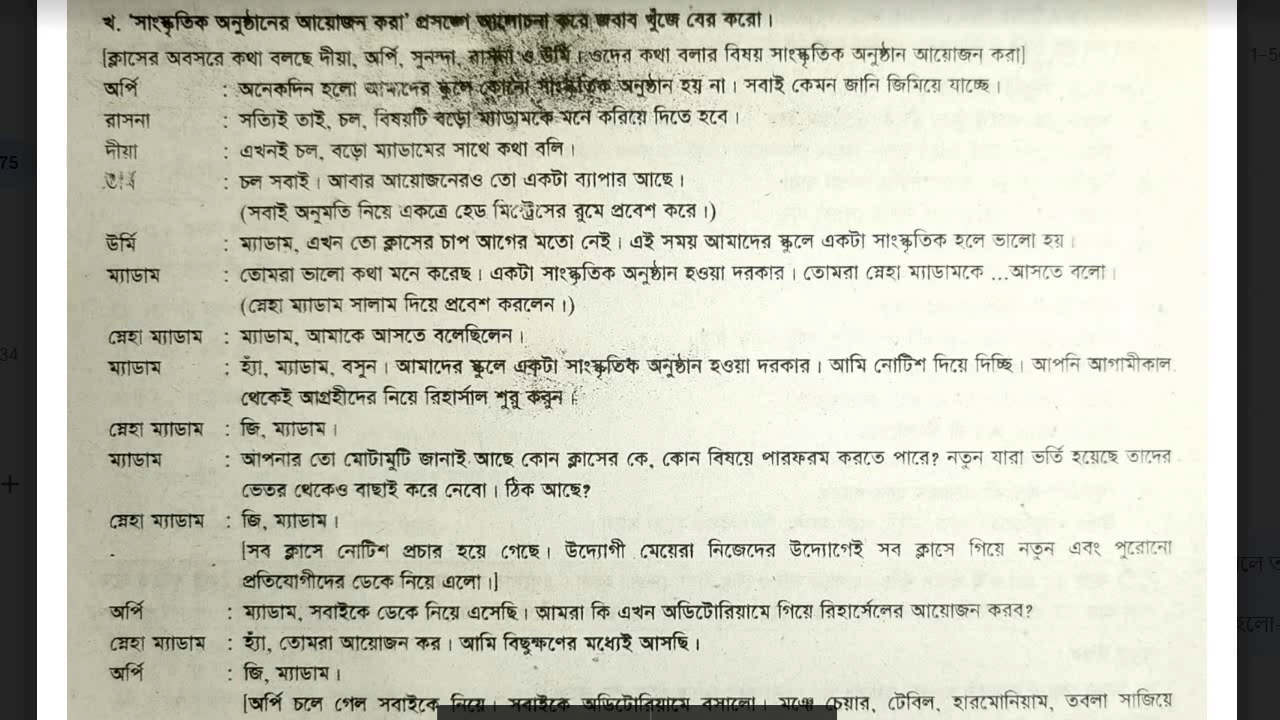 খ. 'সাংস্কৃতিক অনুষ্ঠানের আয়োজন করা' প্রসঙ্গে আলোচনা করে জবাব খুঁজে বের করো।
[ক্লাসের অবসরে কথা বলছে দীয়া, অর্পি, সুনন্দা, রাসনা ও উর্মি। ওদের কথা বলার বিষয় সাংস্কৃতিক অনুষ্ঠান আয়োজন করা]
অর্পি : অনেকদিন হলো আমাদের স্কুলে কোনো সাংস্কৃতিক অনুষ্ঠান হয় না। সবাই কেমন জানি জিমিয়ে যাচ্ছে।
রাসনা : সত্যিই তাই, চল, বিষয়টি বড়ো ম্যাডামকে মনে করিয়ে দিতে হবে।
দীয়া : এখনই চল, বড়ো ম্যাডামের সাথে কথা বলি।
: চল সবাই। আবার আয়োজনেরও তো একটা ব্যাপার আছে।
(সবাই অনুমতি নিয়ে একত্রে হেড মিস্ট্রেসের রুমে প্রবেশ করে।)
উর্মি : ম্যাডাম, এখন তো ক্লাসের চাপ আগের মতো নেই। এই সময় আমাদের স্কুলে একটা সাংস্কৃতিক হলে ভালো হয়।
ম্যাডাম : তোমরা ভালো কথা মনে করেছ। একটা সাংস্কৃতিক অনুষ্ঠান হওয়া দরকার। তোমরা স্নেহা ম্যাডামকে ...আসতে বলো।
(স্নেহা ম্যাডাম সালাম দিয়ে প্রবেশ করলেন।)
স্নেহা ম্যাডাম : ম্যাডাম, আমাকে আসতে বলেছিলেন।
ম্যাডাম : হ্যাঁ, ম্যাডাম, বসুন। আমাদের স্কুলে একটা সাংস্কৃতিক অনুষ্ঠান হওয়া দরকার। আমি নোটিশ দিয়ে দিচ্ছি। আপনি আগামীকাল
থেকেই আগ্রহীদের নিয়ে রিহার্সাল শুরু করুন।
স্নেহা ম্যাডাম : জি, ম্যাডাম।
ম্যাডাম : আপনার তো মোটামুটি জানাই আছে কোন ক্লাসের কে, কোন বিষয়ে পারফরম করতে পারে? নতুন যারা ভর্তি হয়েছে তাদের
ভেতর থেকেও বাছাই করে নেবো। ঠিক আছে?
স্নেহা ম্যাডাম : জি, ম্যাডাম।
[সব ক্লাসে নোটিশ প্রচার হয়ে গেছে। উদ্যোগী মেয়েরা নিজেদের উদ্যোগেই সব ক্লাসে গিয়ে নতুন এবং পুরোনো
প্রতিযোগীদের ডেকে নিয়ে এলো।]
অর্পি : ম্যাডাম, সবাইকে ডেকে নিয়ে এসেছি। আমরা কি এখন অডিটোরিয়ামে গিয়ে রিহার্সেলের আয়োজন করব?
স্নেহা ম্যাডাম : হ্যাঁ, তোমরা আয়োজন কর। আমি বিছুক্ষণের মধ্যেই আসছি।
অর্পি : জি, ম্যাডাম।
[অর্পি চলে গেল সবাইকে নিয়ে। সবাইকে অডিটোরিয়ামে বসালো। মঞ্চে চেয়ার, টেবিল, হারমোনিয়াম, তবলা সাজিয়ে